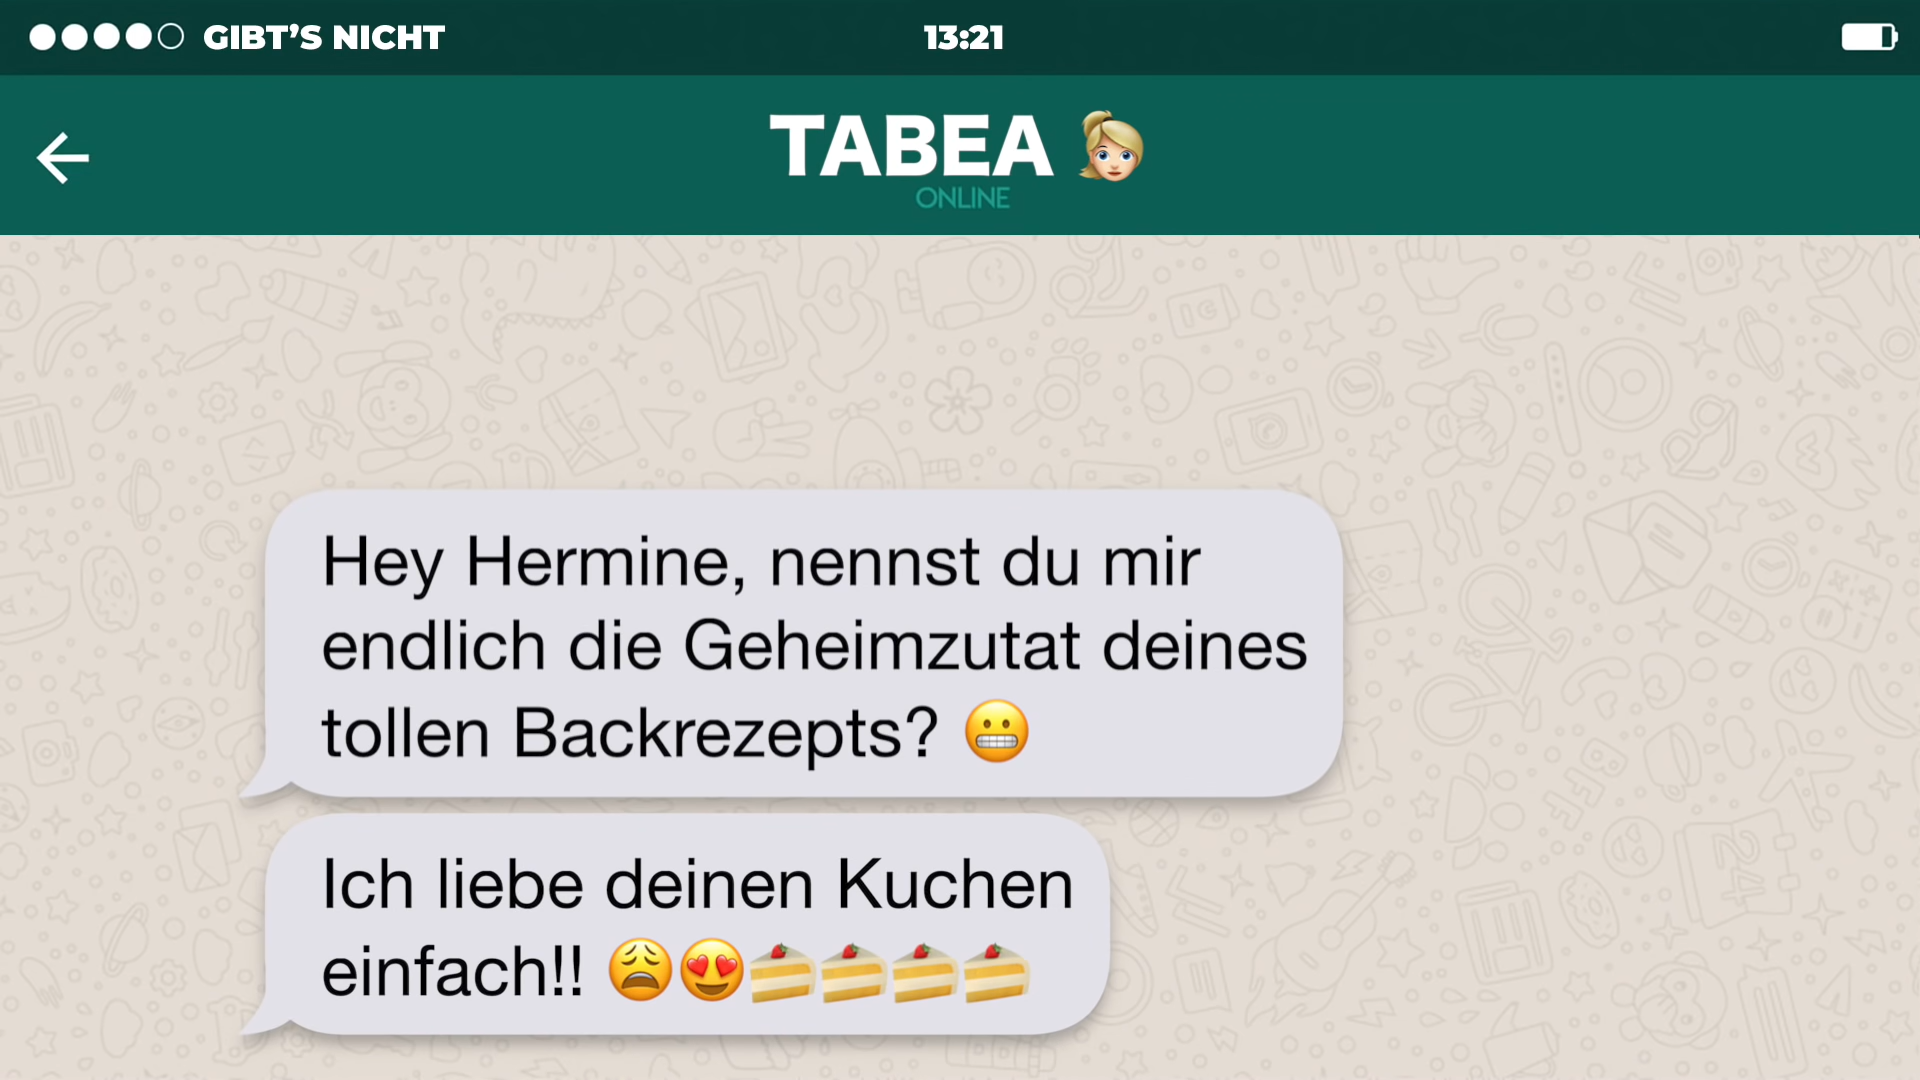 GIBT’S NICHT
13:21
TABEA 👱‍♀️
ONLINE
Hey Hermine, nennst du mir
endlich die Geheimzutat deines
tollen Backrezepts? 😬
Ich liebe deinen Kuchen
einfach!! 😩😍🍰🍰🍰🍰